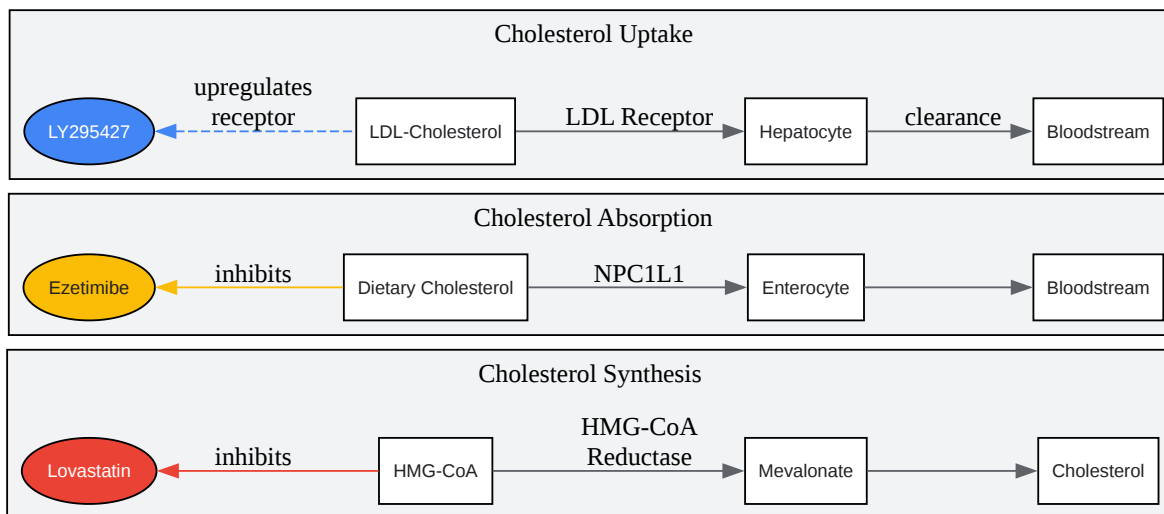 Cholesterol Uptake
upregulates
receptor
LY295427
LDL-Cholesterol
LDL Receptor
Hepatocyte
clearance
Bloodstream
Cholesterol Absorption
Ezetimibe
inhibits
Dietary Cholesterol
NPC1L1
Enterocyte
Bloodstream
Cholesterol Synthesis
Lovastatin
inhibits
HMG-CoA
HMG-CoA
Reductase
Mevalonate
Cholesterol